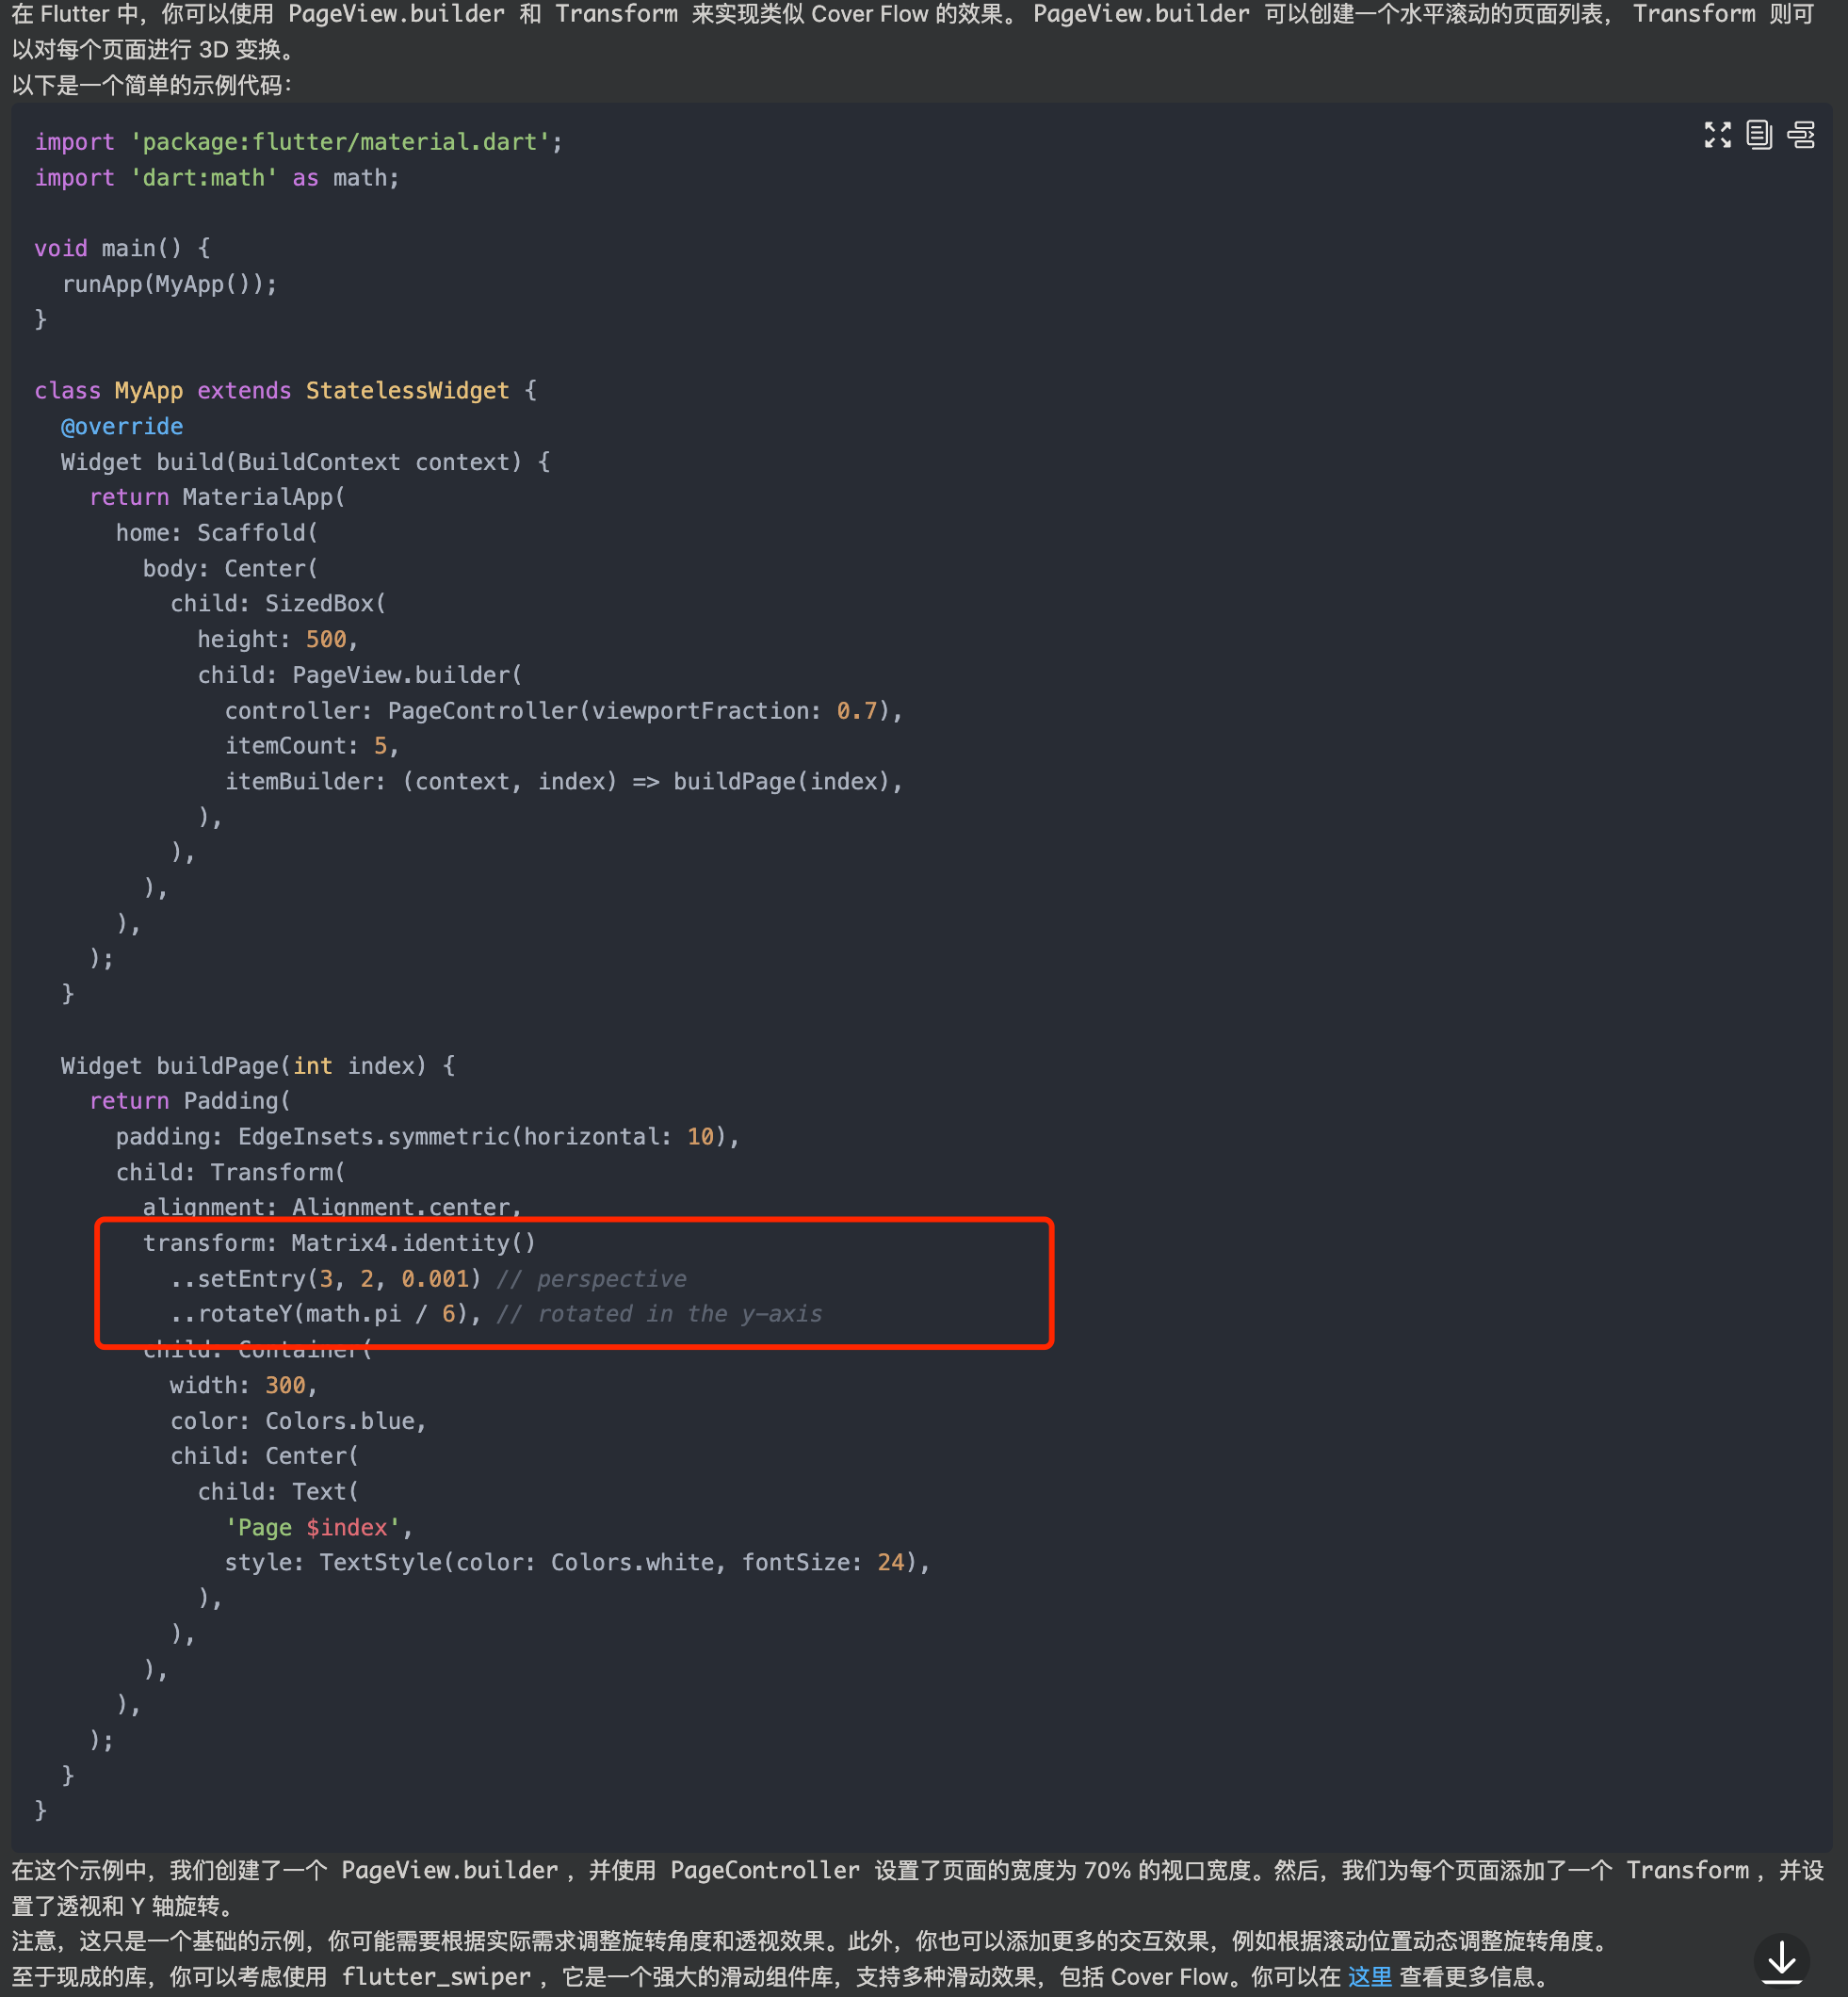 在 Flutter 中，你可以使用 PageView.builder 和 Transform 来实现类似 Cover Flow 的效果。 PageView.builder 可以创建一个水平滚动的页面列表， Transform 则可
以对每个页面进行 3D 变换。
以下是一个简单的示例代码：
import 'package:flutter/material.dart';
import 'dart:math' as math;

void main() {
  runApp(MyApp());
}

class MyApp extends StatelessWidget {
  @override
  Widget build(BuildContext context) {
    return MaterialApp(
      home: Scaffold(
        body: Center(
          child: SizedBox(
            height: 500,
            child: PageView.builder(
              controller: PageController(viewportFraction: 0.7),
              itemCount: 5,
              itemBuilder: (context, index) => buildPage(index),
            ),
          ),
        ),
      ),
    );
  }

  Widget buildPage(int index) {
    return Padding(
      padding: EdgeInsets.symmetric(horizontal: 10),
      child: Transform(
        alignment: Alignment.center,
        transform: Matrix4.identity()
          ..setEntry(3, 2, 0.001) // perspective
          ..rotateY(math.pi / 6), // rotated in the y-axis
        child: Container(
          width: 300,
          color: Colors.blue,
          child: Center(
            child: Text(
              'Page $index',
              style: TextStyle(color: Colors.white, fontSize: 24),
            ),
          ),
        ),
      ),
    );
  }
}
在这个示例中，我们创建了一个 PageView.builder ，并使用 PageController 设置了页面的宽度为 70% 的视口宽度。然后，我们为每个页面添加了一个 Transform ，并设
置了透视和 Y 轴旋转。
注意，这只是一个基础的示例，你可能需要根据实际需求调整旋转角度和透视效果。此外，你也可以添加更多的交互效果，例如根据滚动位置动态调整旋转角度。
至于现成的库，你可以考虑使用 flutter_swiper ，它是一个强大的滑动组件库，支持多种滑动效果，包括 Cover Flow。你可以在 这里 查看更多信息。